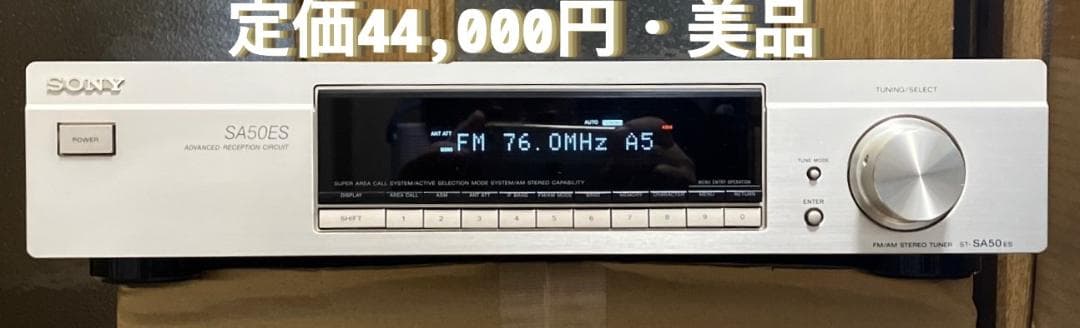 定価44,000円・美品
SONY
TUNING/SELECT
POWER
SA50ES
ADVANCED RECEPTION CIRCUIT
AUTO
ANT ATT
FM 76.0MHz A5
TUNE MODE
SUPER AREA CALL SYSTEM/ACTIVE SELECTION MODE SYSTEM/AM STEREO CAPABILITY
MENU ENTRY OPERATION
DISPLAY AREA CALL ASM ANT ATT IF BAND FM/AM MODE BAND MEMORY CHARACTER MENU RETURN
ENTER
SHIFT 1 2 3 4 5 6 7 8 9 0
FM/AM STEREO TUNER ST-SA50ES